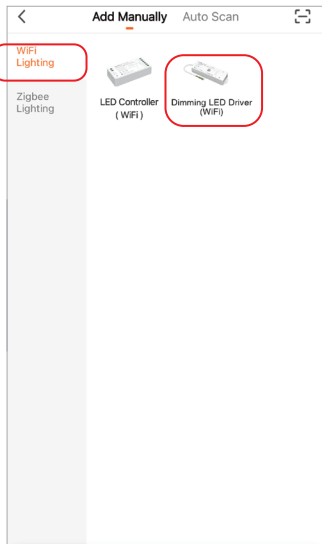 Add Manually Auto Scan
WiFi
Lighting
Zigbee
Lighting
LED Controller
( WiFi )
Dimming LED Driver
(WiFi)